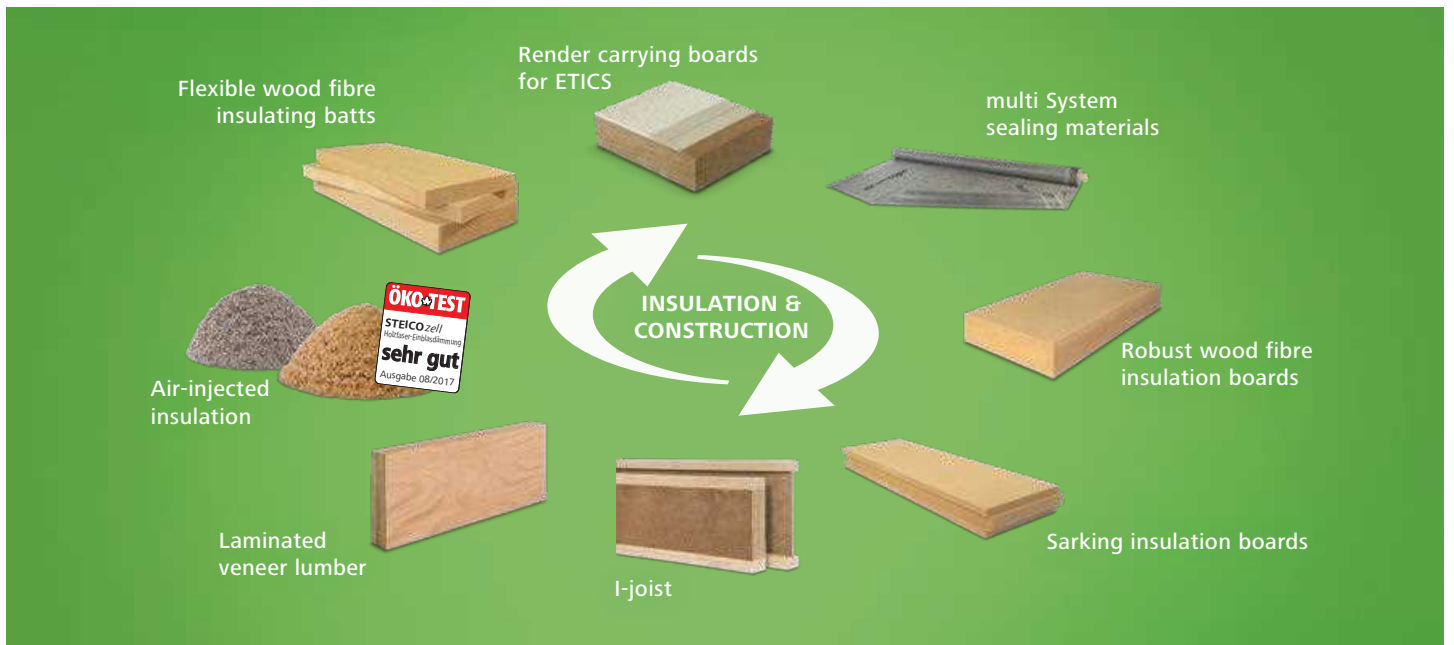 Render carrying boards
for ETICS
Flexible wood fibre
insulating batts
multi System
sealing materials
INSULATION &
CONSTRUCTION
ÖKO TEST
STEICOzell
Holzfaser-Einblasdämmung
sehr gut
Ausgabe 08/2017
Air-injected
insulation
Robust wood fibre
insulation boards
Laminated
veneer lumber
I-joist
Sarking insulation boards